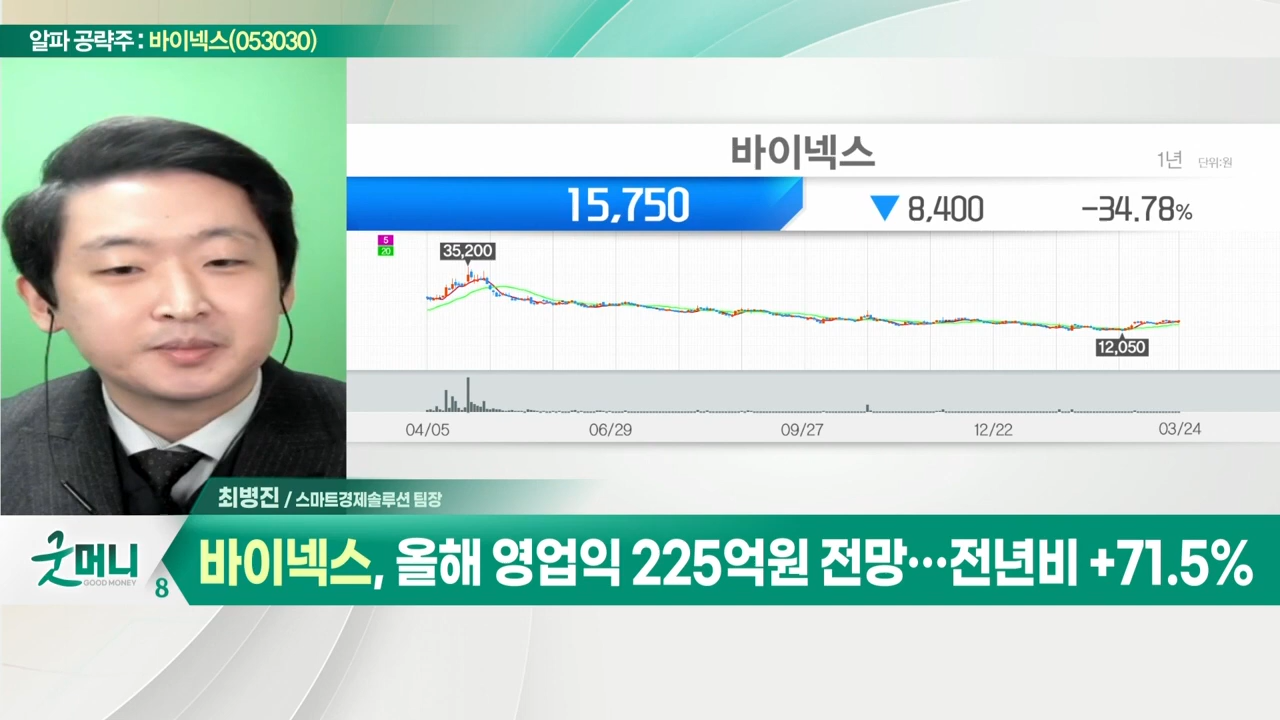 알파 공략주 : 바이넥스(053030)
바이넥스
1년 단위:원
15,750 ▼ 8,400 -34.78%
5
20
35,200
12,050
04/05 06/29 09/27 12/22 03/24
최병진 / 스마트경제솔루션 팀장
굿머니
GOOD MONEY
8
바이넥스, 올해 영업익 225억원 전망…전년비 +71.5%